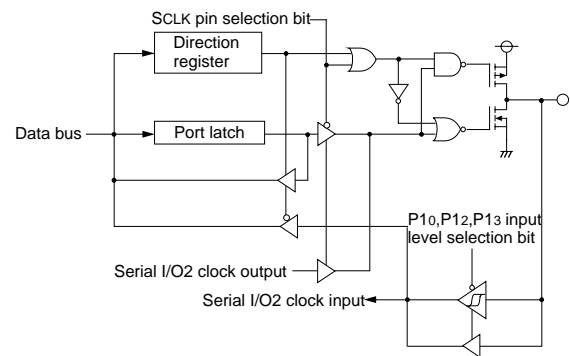 SCLK pin selection bit
Direction
register
Data bus
Port latch
P10,P12,P13 input
level selection bit
Serial I/O2 clock output
Serial I/O2 clock input